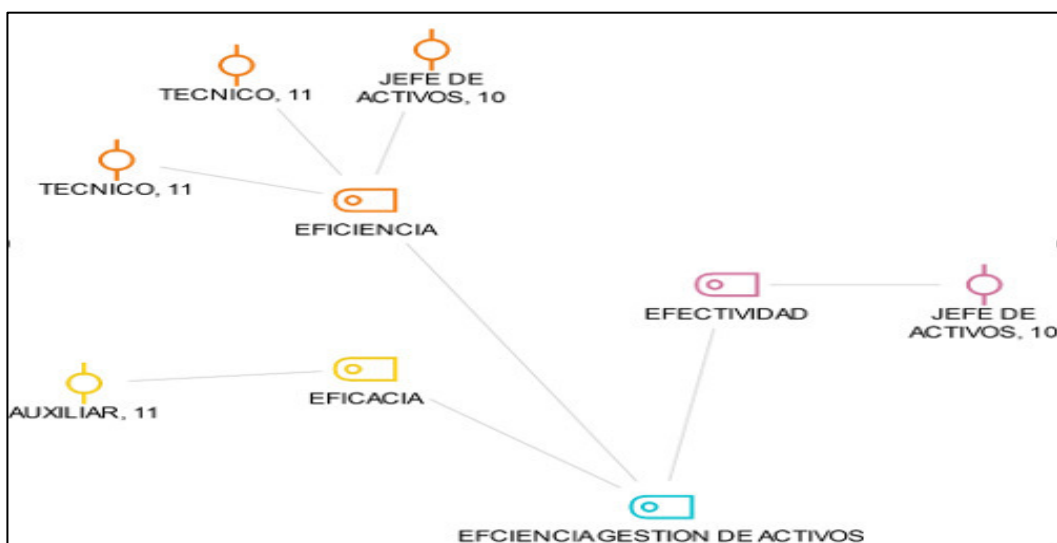 TECNICO, 11
JEFE DE
ACTIVOS, 10
TECNICO, 11
EFICIENCIA
EFECTIVIDAD
JEFE DE
ACTIVOS, 10
EFICACIA
AUXILIAR, 11
EFCIENCIAGESTION DE ACTIVOS